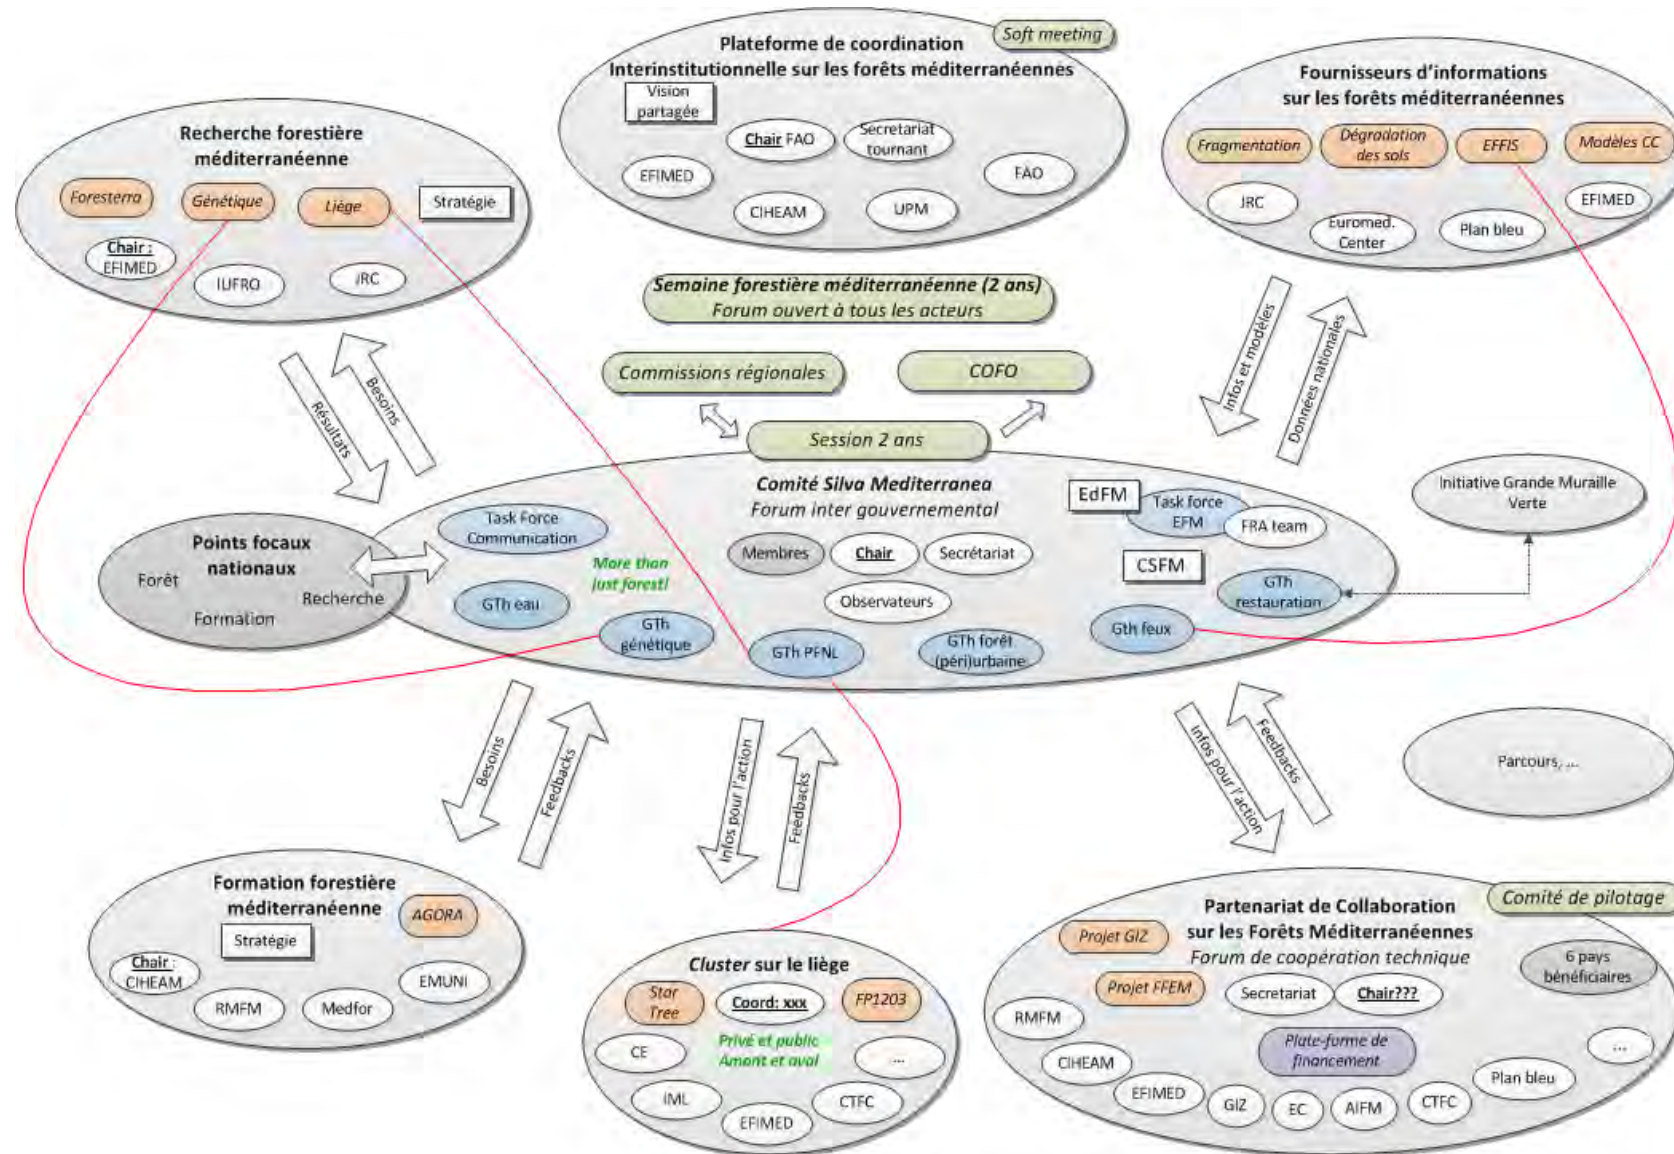 Soft meeting
Plateforme de coordination
Interinstitutionnelle sur les forêts méditerranéennes
Vision
partagée
Chair FAO
Secretariat
tournant
EFIMED
FAO
CIHEAM
UPM
Recherche forestière
méditerranéenne
Foresterra
Génétique
Liège
Stratégie
Chair :
EFIMED
IUFRO
JRC
Fournisseurs d'informations
sur les forêts méditerranéennes
Fragmentation
Dégradation
des sols
EFFIS
Modèles CC
JRC
Euromed.
Center
Plan bleu
EFIMED
Semaine forestière méditerranéenne (2 ans)
Forum ouvert à tous les acteurs
Commissions régionales
COFO
Session 2 ans
Résultats
Besoins
Infos et modèles
Données nationales
Comité Silva Mediterranea
Forum inter gouvernemental
Task Force
Communication
More than
just forest!
Membres
Chair
Secrétariat
Observateurs
EdFM
Task force
EFM
FRA team
CSFM
GTh
restauration
GTh eau
GTh
génétique
GTh PFNL
GTh forêt
(péri)urbaine
Gth feux
Points focaux
nationaux
Forêt
Recherche
Formation
Initiative Grande Muraille
Verte
Parcours, ...
Besoins
Feedbacks
Infos pour l'action
Feedbacks
Infos pour l'action
Feedbacks
Formation forestière
méditerranéenne
AGORA
Stratégie
Chair :
CIHEAM
RMFM
Medfor
EMUNI
Cluster sur le liège
Star
Tree
Coord: xxx
FP1203
Privé et public
Amont et aval
CE
...
IML
EFIMED
CTFC
Comité de pilotage
Partenariat de Collaboration
sur les Forêts Méditerranéennes
Forum de coopération technique
Projet GIZ
Projet FFEM
Secretariat
Chair???
6 pays
bénéficiaires
Plate-forme de
financement
RMFM
CIHEAM
EFIMED
GIZ
EC
AIFM
CTFC
Plan bleu
...